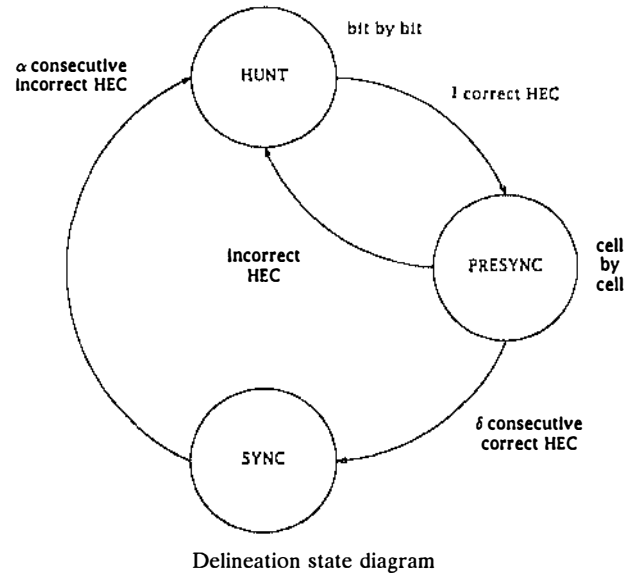 bit by bit
α consecutive
incorrect HEC
HUNT
1 correct HEC
incorrect
HEC
PRESYNC
cell
by
cell
SYNC
δ consecutive
correct HEC
Delineation state diagram